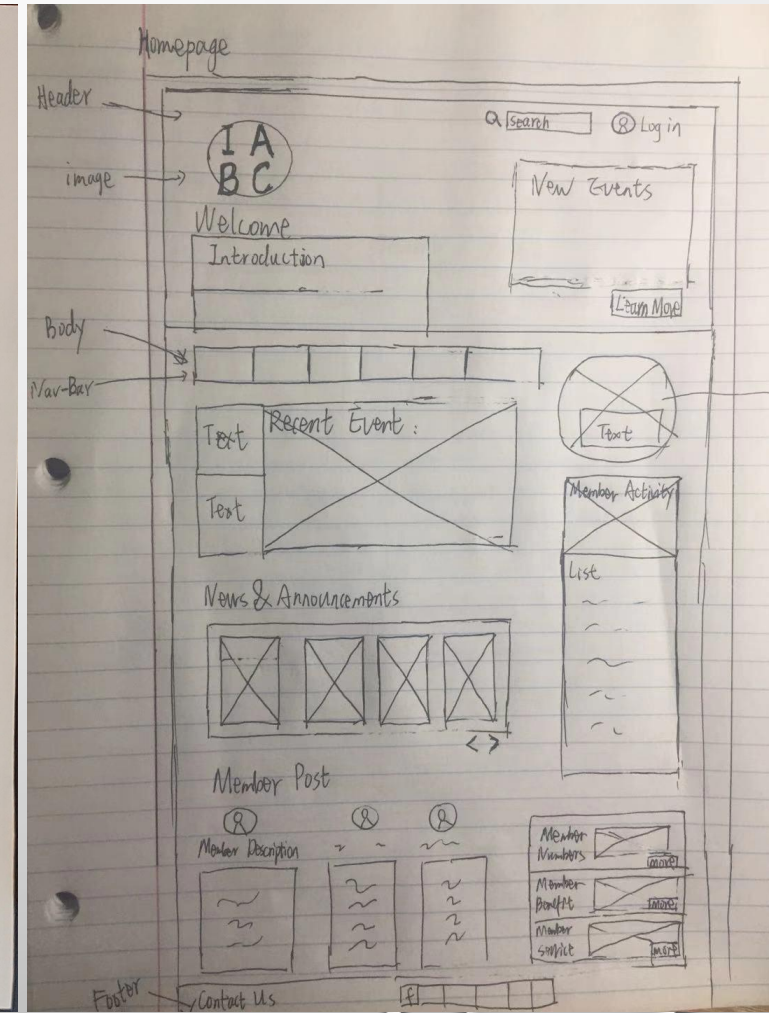 Homepage
Header
search
Log in
I A
B C
image
New Events
Welcome
Introduction
Learn More
Body
Nav-Bar
Text
Recent Event :
Text
Text
Member Activity
List
News & Announcements
< >
Member Post
Member Description
Member
Numbers
more
Member
Benefit
more
Member
Service
more
Footer
Contact Us
f